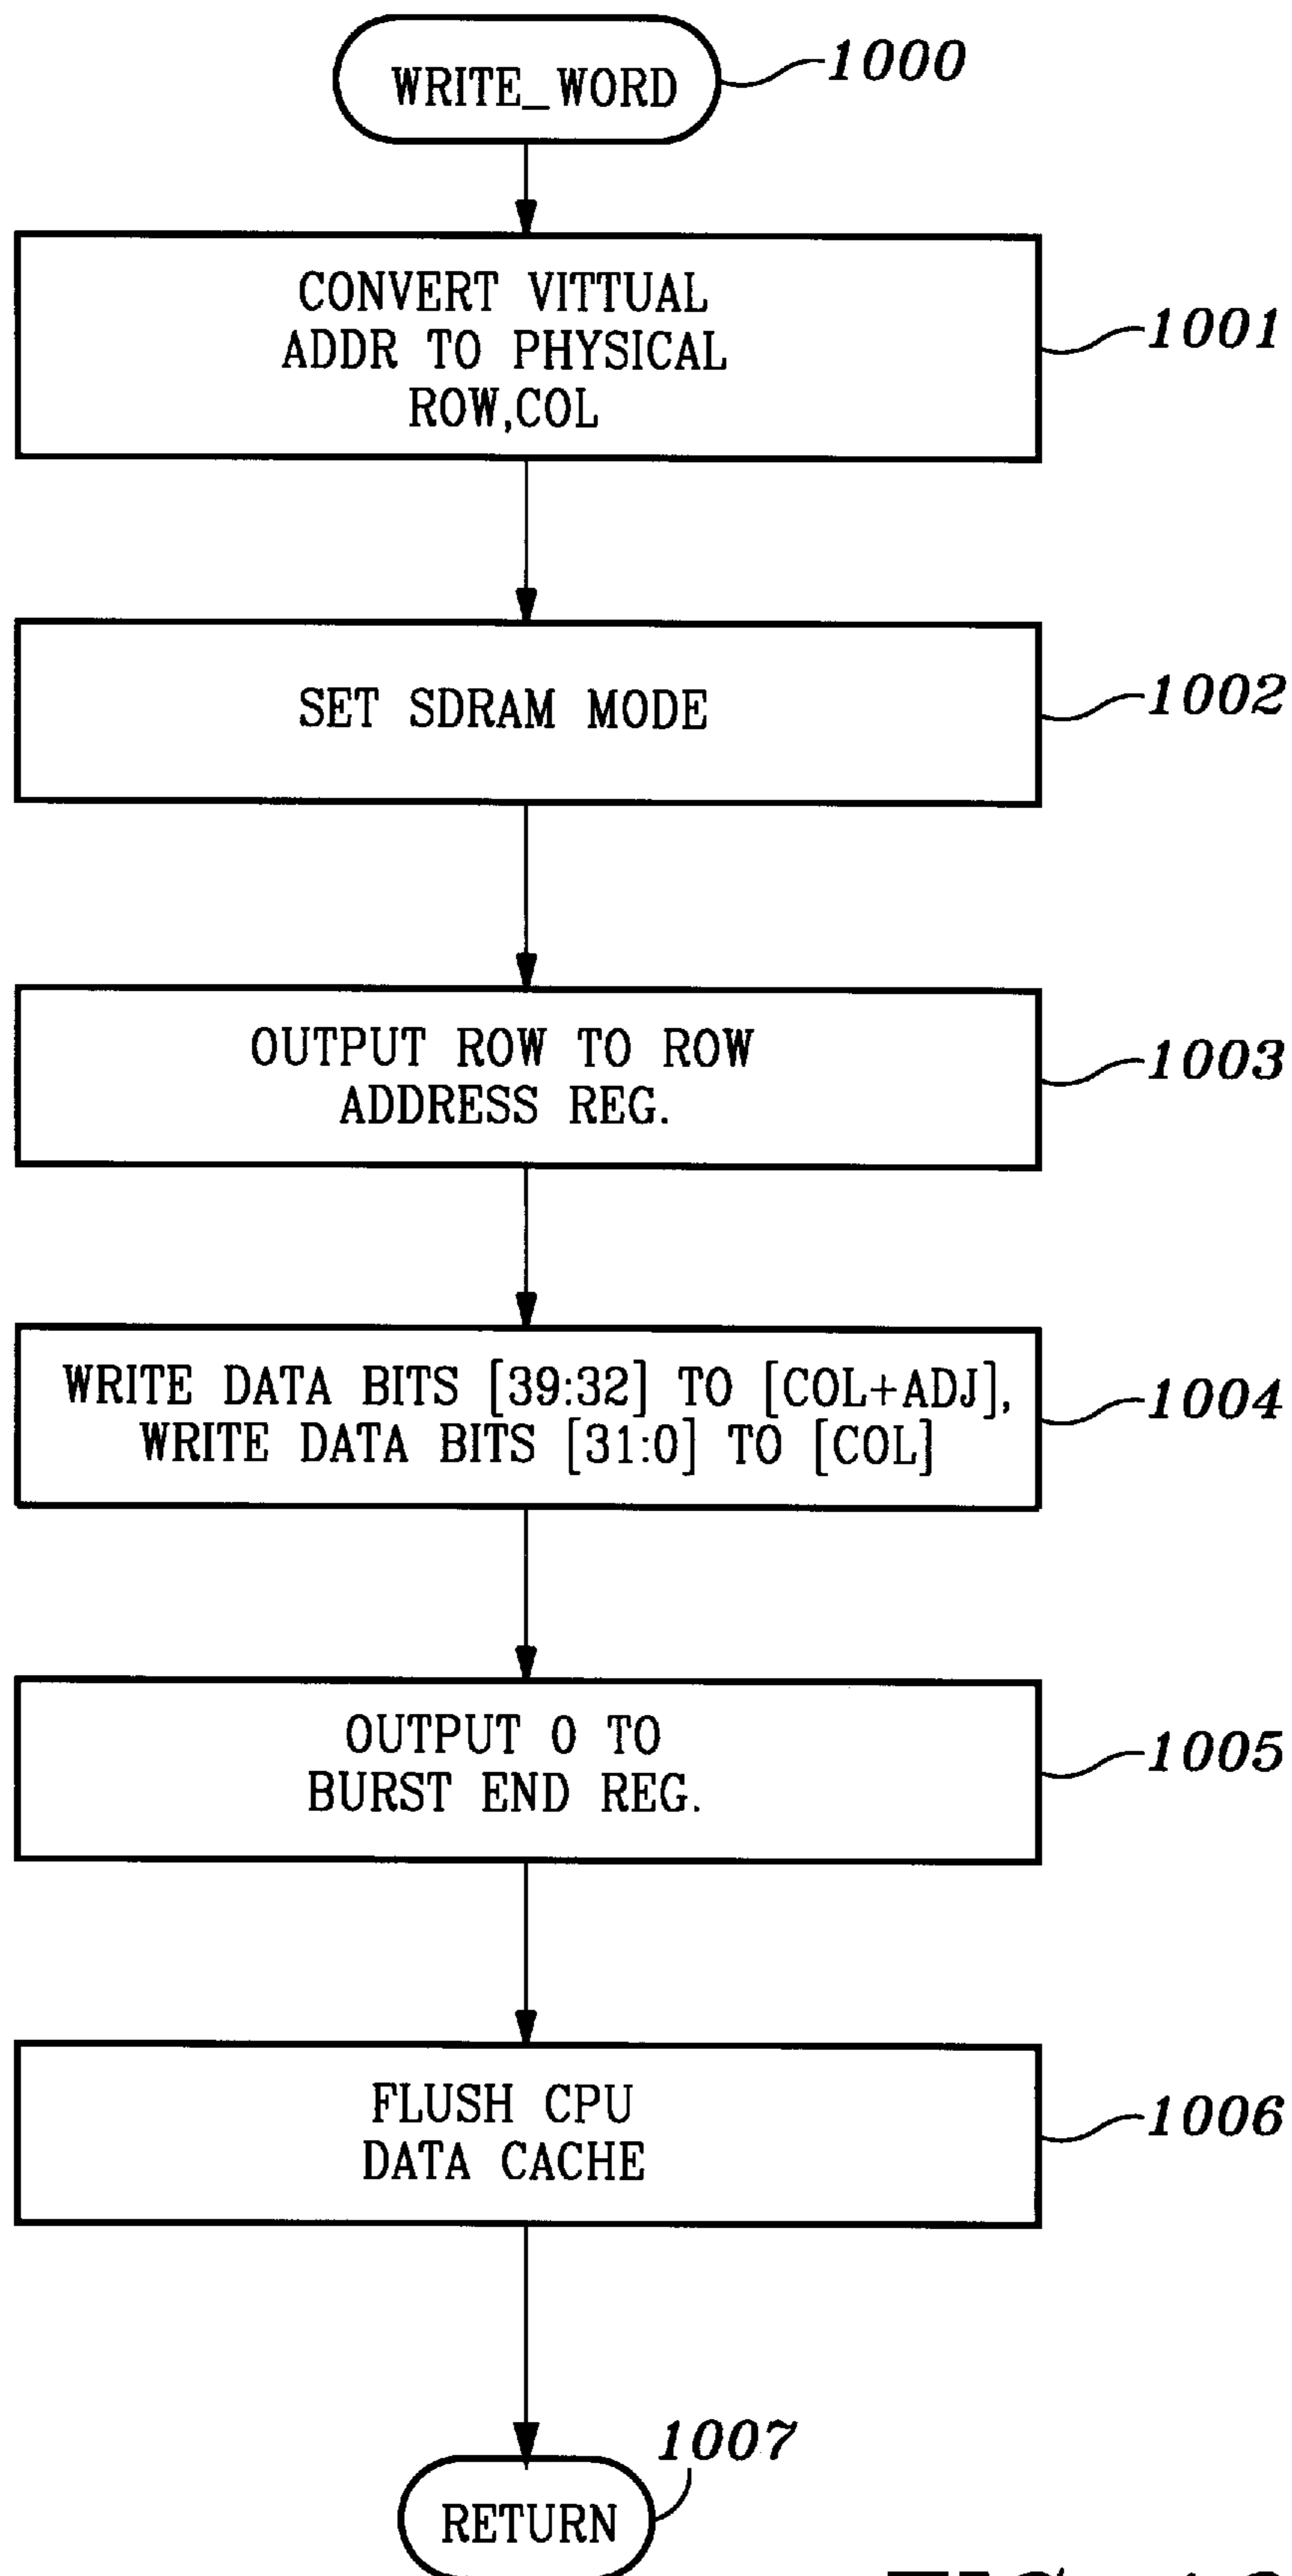 WRITE_WORD
1000
CONVERT VITTUAL
ADDR TO PHYSICAL
ROW,COL
1001
SET SDRAM MODE
1002
OUTPUT ROW TO ROW
ADDRESS REG.
1003
WRITE DATA BITS [39:32] TO [COL+ADJ],
WRITE DATA BITS [31:0] TO [COL]
1004
OUTPUT 0 TO
BURST END REG.
1005
FLUSH CPU
DATA CACHE
1006
1007
RETURN